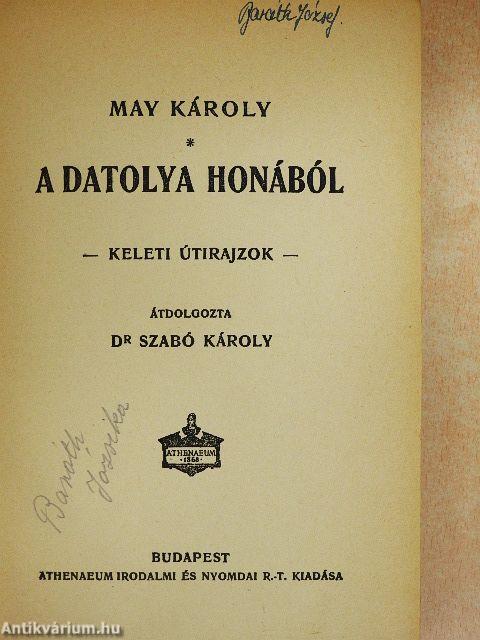 Baráth József.
MAY KÁROLY
*
A DATOLYA HONÁBÓL
— KELETI ÚTIRAJZOK —
ÁTDOLGOZTA
DR SZABÓ KÁROLY
Baráth
Józsika
ATHENAEUM
·1868·
BUDAPEST
ATHENAEUM IRODALMI ÉS NYOMDAI R.-T. KIADÁSA
Antikvárium.hu